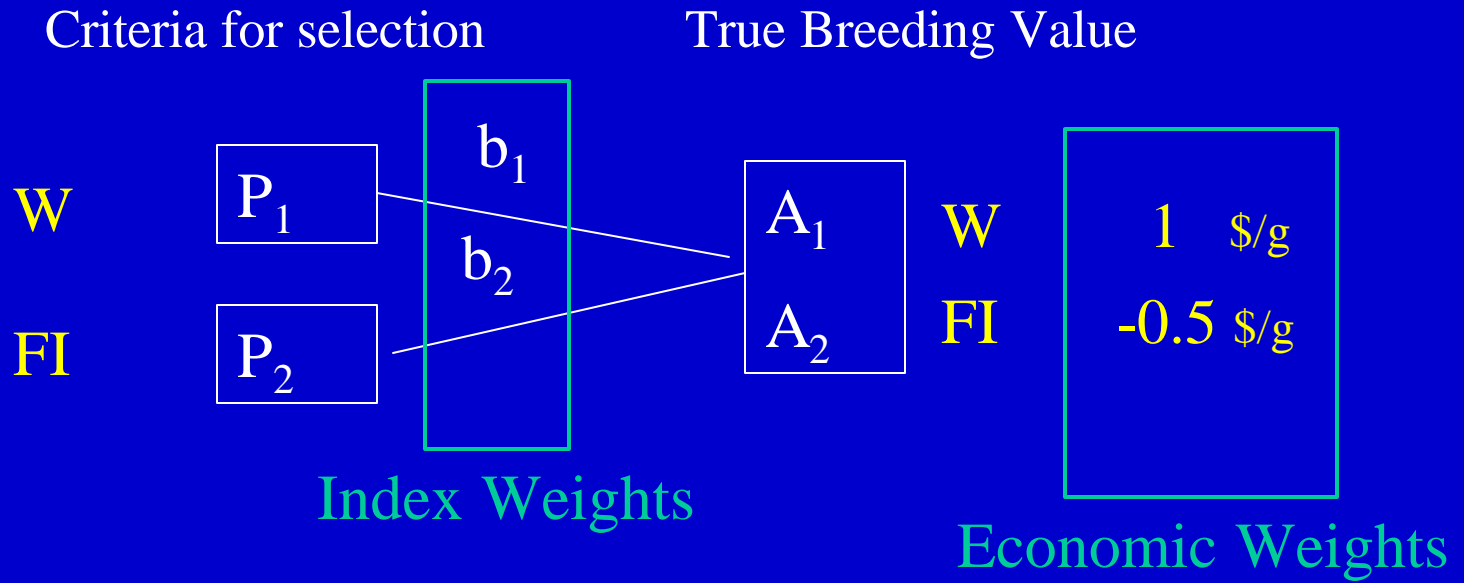 Criteria for selection True Breeding Value
b₁
W P₁ A₁ W 1 $/g
b₂
FI P₂ A₂ FI -0.5 $/g
Index Weights
Economic Weights